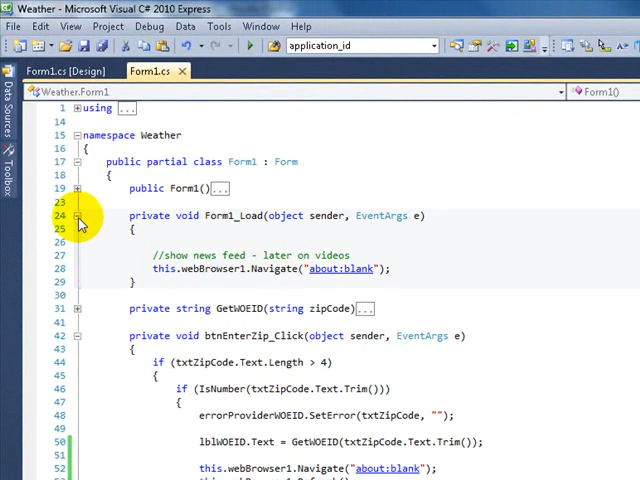 Weather - Microsoft Visual C# 2010 Express
File Edit View Project Debug Data Tools Window Help
application_id
Form1.cs [Design] Form1.cs
Weather.Form1 Form1()
Data Sources
Toolbox
1 using ...
14
15 namespace Weather
16 {
17 public partial class Form1 : Form
18 {
19 public Form1() ...
23
24 private void Form1_Load(object sender, EventArgs e)
25 {
26
27 //show news feed - later on videos
28 this.webBrowser1.Navigate("about:blank");
29 }
30
31 private string GetWOEID(string zipCode) ...
41
42 private void btnEnterZip_Click(object sender, EventArgs e)
43 {
44 if (txtZipCode.Text.Length > 4)
45 {
46 if (IsNumber(txtZipCode.Text.Trim()))
47 {
48 errorProviderWOEID.SetError(txtZipCode, "");
49
50 lblWOEID.Text = GetWOEID(txtZipCode.Text.Trim());
51
52 this.webBrowser1.Navigate("about:blank");